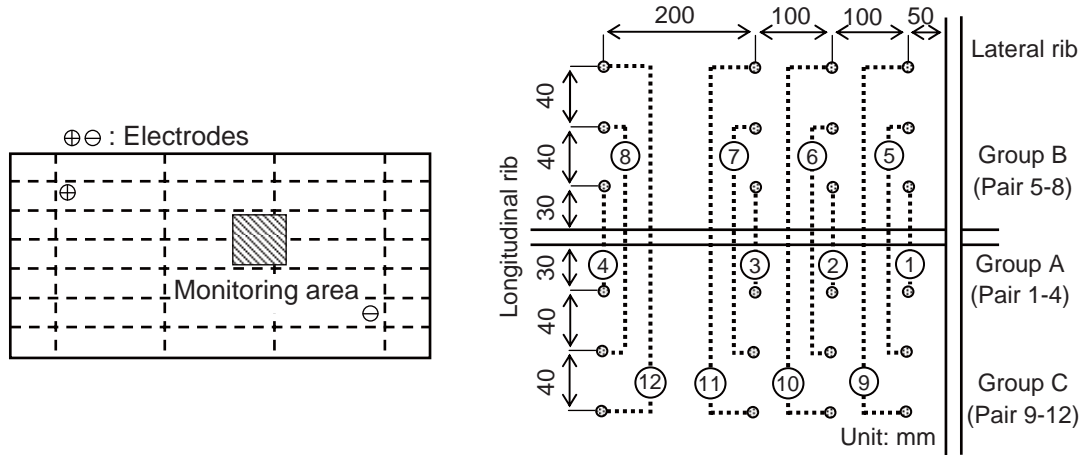 ⊕⊖ : Electrodes
Monitoring area
200
100
100
50
Lateral rib
40
40
30
30
40
40
Longitudinal rib
8
7
6
5
Group B
(Pair 5-8)
4
3
2
1
Group A
(Pair 1-4)
12
11
10
9
Group C
(Pair 9-12)
Unit: mm